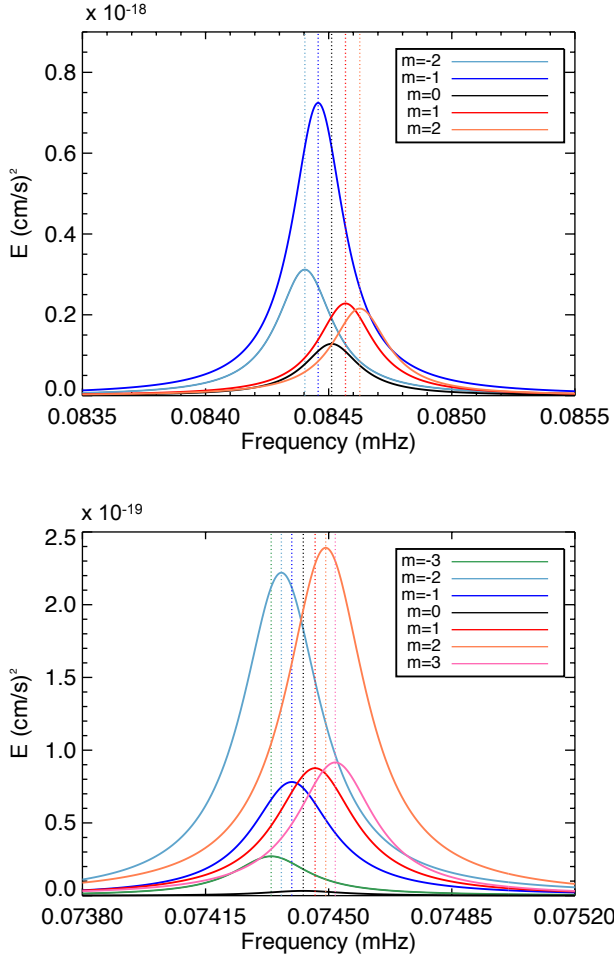 x 10⁻¹⁸
0.8
0.6
0.4
0.2
0.0
E (cm/s)²
m=-2
m=-1
m=0
m=1
m=2
0.0835 0.0840 0.0845 0.0850 0.0855
Frequency (mHz)
x 10⁻¹⁹
2.5
2.0
1.5
1.0
0.5
0.0
E (cm/s)²
m=-3
m=-2
m=-1
m=0
m=1
m=2
m=3
0.07380 0.07415 0.07450 0.07485 0.07520
Frequency (mHz)